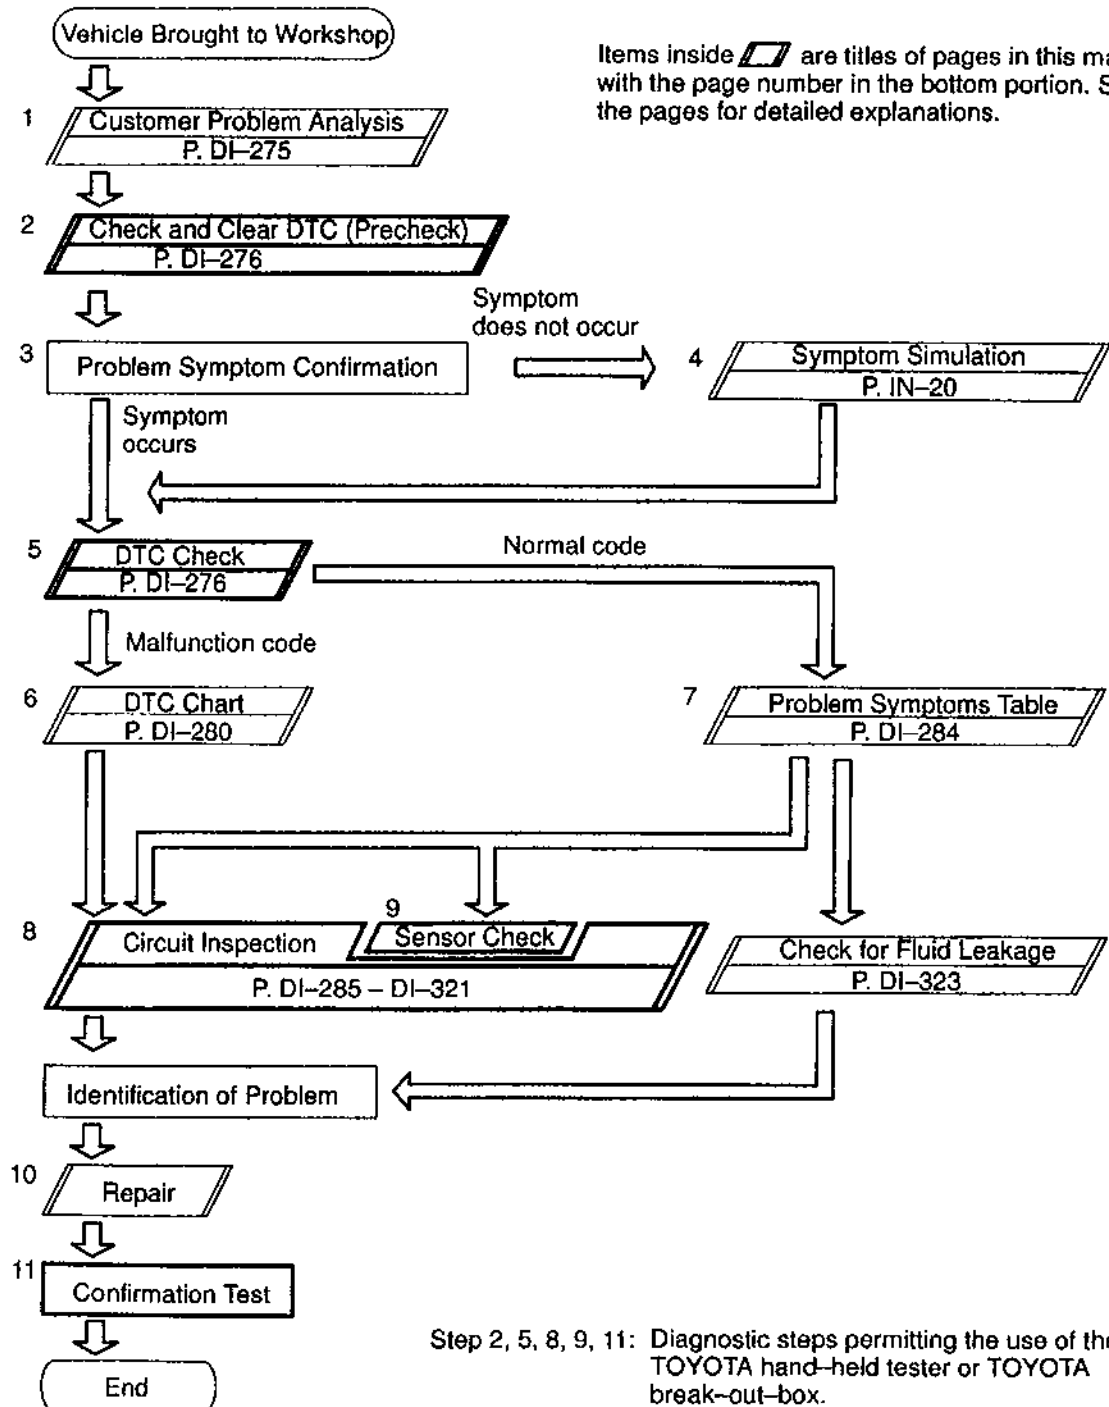 Vehicle Brought to Workshop
Items inside are titles of pages in this
with the page number in the bottom portion.
the pages for detailed explanations.
1
Customer Problem Analysis
P. DI–275
2
Check and Clear DTC (Precheck)
P. DI–276
Symptom
does not occur
3
Problem Symptom Confirmation
4
Symptom Simulation
P. IN–20
Symptom
occurs
5
DTC Check
P. DI–276
Normal code
Malfunction code
6
DTC Chart
P. DI–280
7
Problem Symptoms Table
P. DI–284
8
Circuit Inspection
9
Sensor Check
P. DI–285 – DI–321
Check for Fluid Leakage
P. DI–323
Identification of Problem
10
Repair
11
Confirmation Test
End
Step 2, 5, 8, 9, 11: Diagnostic steps permitting the use of the
TOYOTA hand–held tester or TOYOTA
break–out–box.